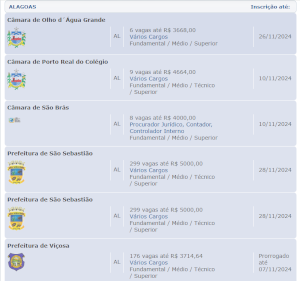 ALAGOAS Inscrição até:
Câmara de Olho d´Água Grande
AL
6 vagas até R$ 3668,00
Vários Cargos
Fundamental / Médio / Superior
26/11/2024
Câmara de Porto Real do Colégio
AL
9 vagas até R$ 4664,00
Vários Cargos
Fundamental / Médio / Técnico
/ Superior
10/11/2024
Câmara de São Brás
AL
8 vagas até R$ 4000,00
Procurador Jurídico, Contador,
Controlador Interno
Fundamental / Médio / Superior
10/11/2024
Prefeitura de São Sebastião
AL
299 vagas até R$ 5000,00
Vários Cargos
Fundamental / Médio / Técnico
/ Superior
28/11/2024
Prefeitura de São Sebastião
AL
299 vagas até R$ 5000,00
Vários Cargos
Fundamental / Médio / Técnico
/ Superior
28/11/2024
Prefeitura de Viçosa
AL
176 vagas até R$ 3714,64
Vários Cargos
Fundamental / Médio / Técnico
/ Superior
Prorrogado
até
07/11/2024